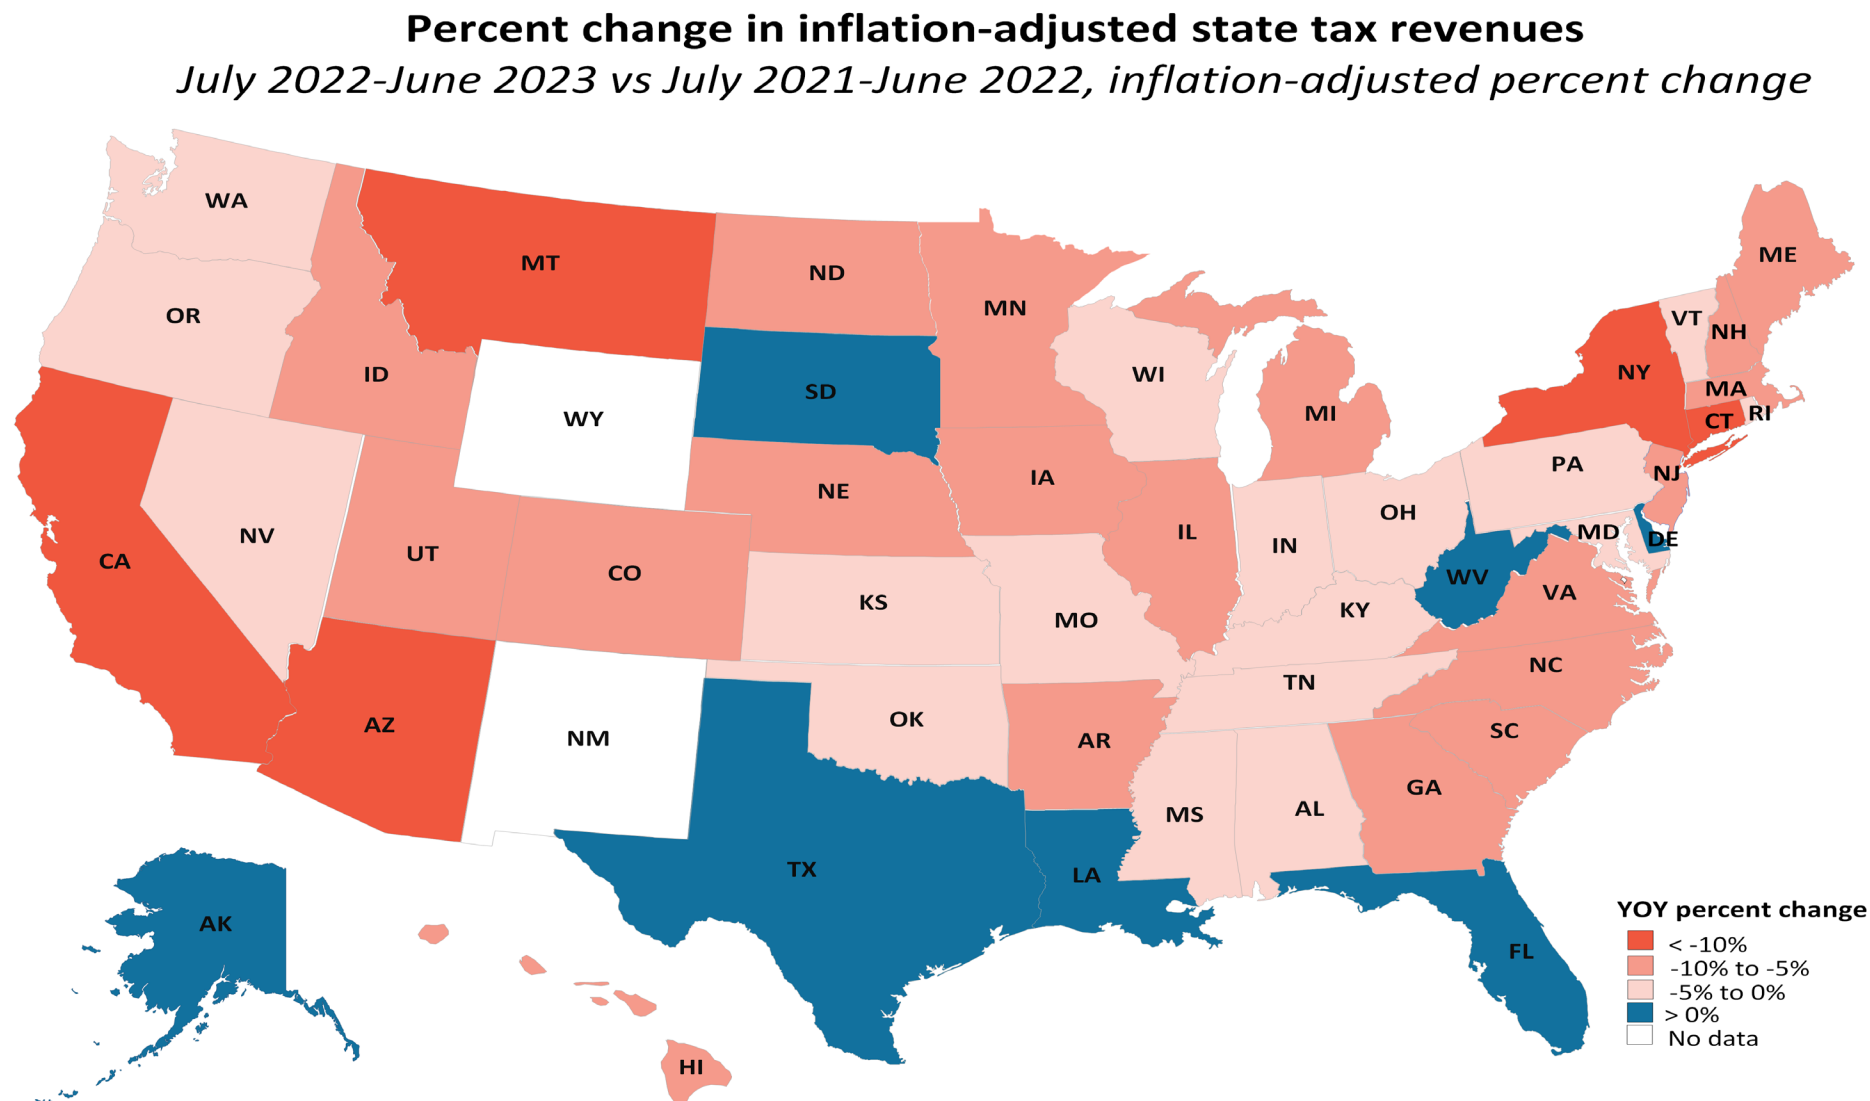 Percent change in inflation-adjusted state tax revenues
July 2022-June 2023 vs July 2021-June 2022, inflation-adjusted percent change
WA
MT
ND
MN
ME
OR
VT
NH
ID
WY
SD
WI
MI
NY
MA
CT
RI
NV
UT
CO
NE
IA
IL
IN
OH
PA
NJ
MD
DE
CA
KS
MO
KY
WV
VA
AZ
NM
OK
AR
TN
NC
SC
TX
LA
MS
AL
GA
FL
AK
HI
YOY percent change
< -10%
-10% to -5%
-5% to 0%
> 0%
No data